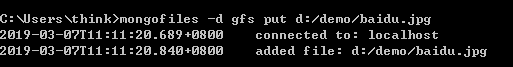 C:\Users\think>mongofiles -d gfs put d:/demo/baidu.jpg
2019-03-07T11:11:20.689+0800    connected to: localhost
2019-03-07T11:11:20.840+0800    added file: d:/demo/baidu.jpg